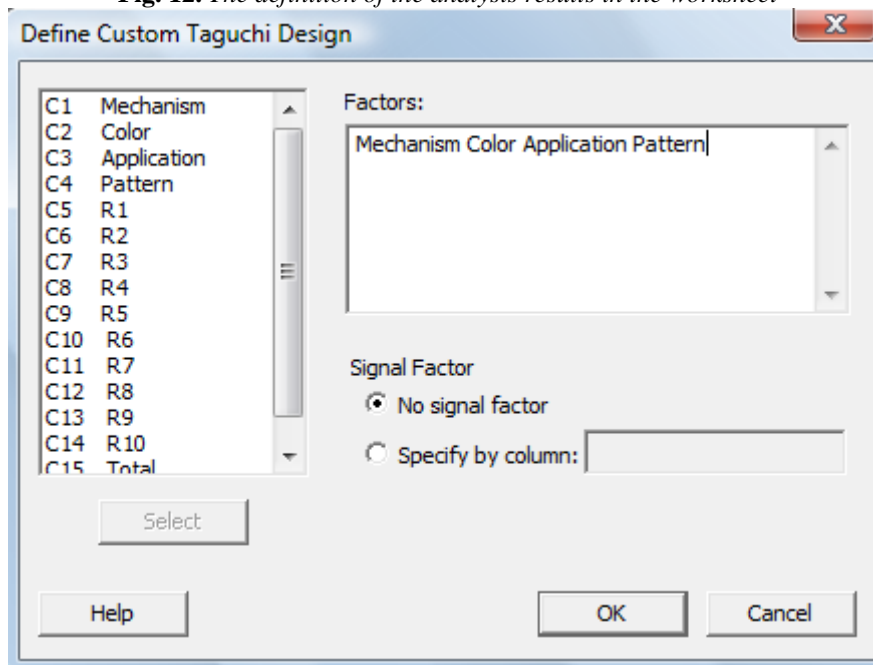 Fig. 12. The definition of the analysis results in the worksheet
Define Custom Taguchi Design
C1 Mechanism
C2 Color
C3 Application
C4 Pattern
C5 R1
C6 R2
C7 R3
C8 R4
C9 R5
C10 R6
C11 R7
C12 R8
C13 R9
C14 R10
C15 Total
Select
Factors:
Mechanism Color Application Pattern
Signal Factor
No signal factor
Specify by column:
Help
OK
Cancel